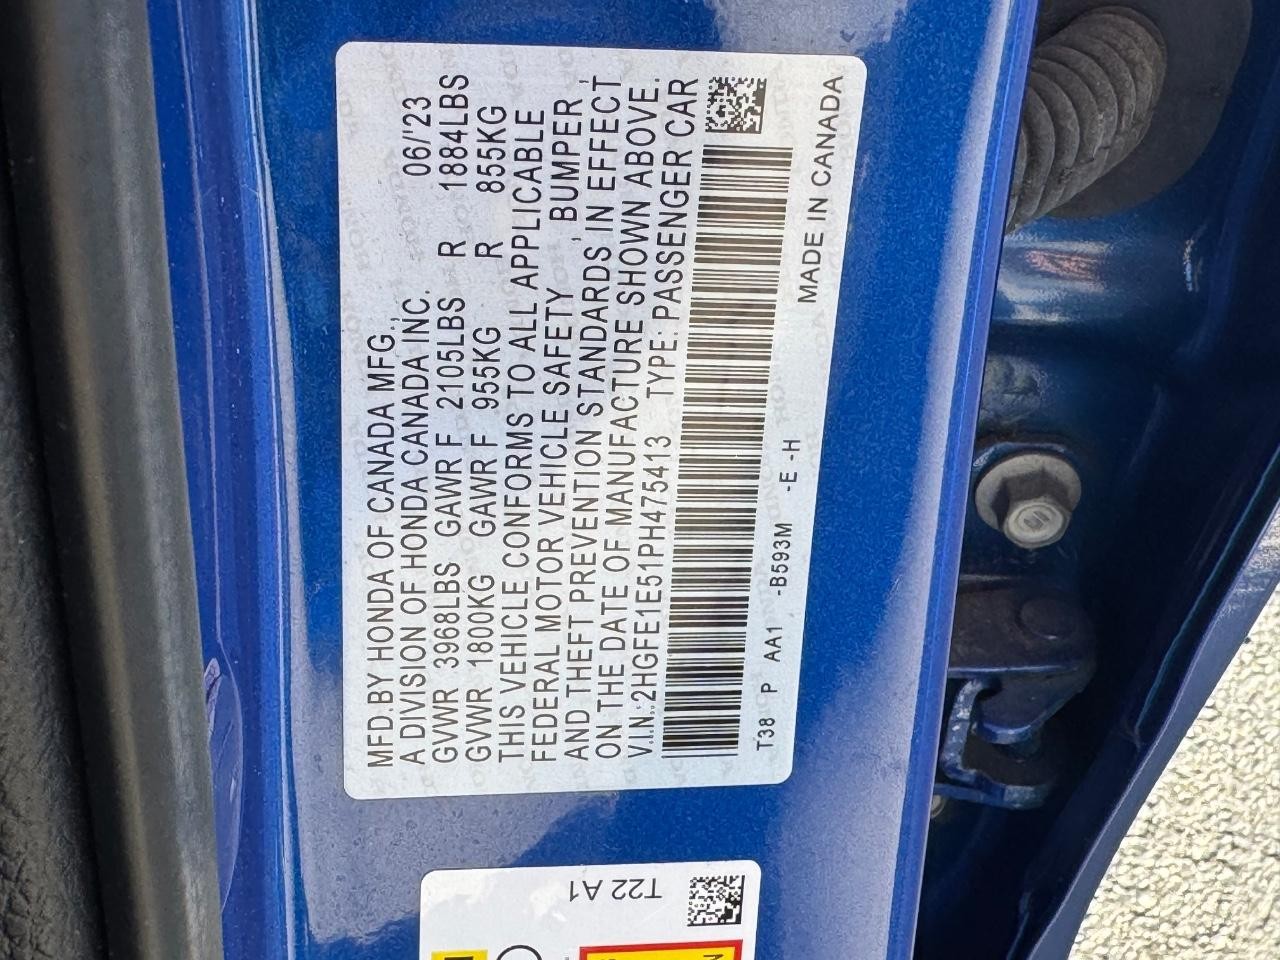 MFD.BY HONDA OF CANADA MFG.,
A DIVISION OF HONDA CANADA INC. 06/'23
GVWR 3968LBS GAWR F 2105LBS R 1884LBS
GVWR 1800KG GAWR F 955KG R 855KG
THIS VEHICLE CONFORMS TO ALL APPLICABLE
FEDERAL MOTOR VEHICLE SAFETY, BUMPER,
AND THEFT PREVENTION STANDARDS IN EFFECT
ON THE DATE OF MANUFACTURE SHOWN ABOVE.
V.I.N.:2HGFE1E51PH475413 TYPE: PASSENGER CAR
T38 P AA1 -B593M -E -H
MADE IN CANADA
T22 A1